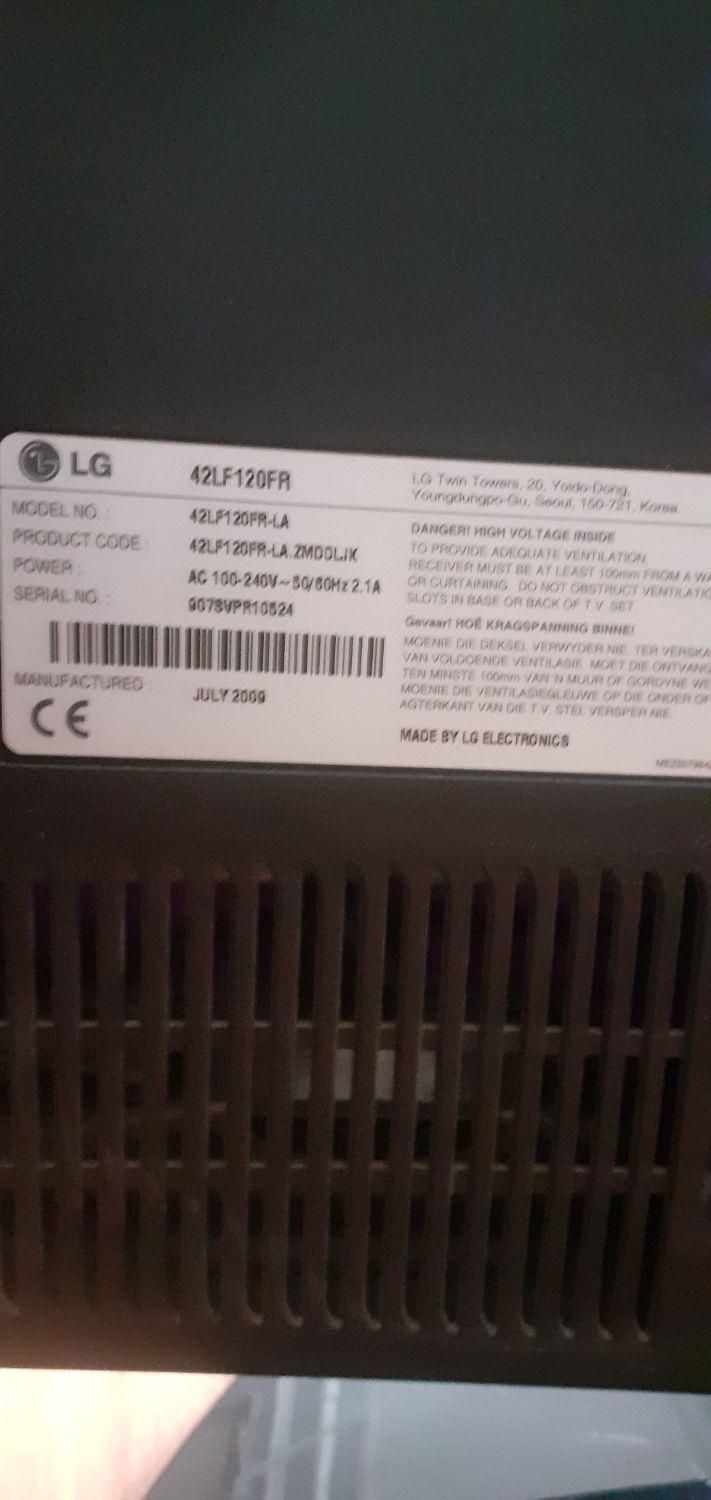 LG 42LF120FR
MODEL NO. : 42LF120FR-LA
PRODUCT CODE : 42LF120FR-LA.ZMDDLJK
POWER : AC 100-240V~50/60Hz 2.1A
SERIAL NO. : 907SVPR10524
MANUFACTURED : JULY 2009
CE
LG Twin Towers, 20, Yoido-Dong,
Youngdungpo-Gu, Seoul, 150-721, Korea.
DANGER! HIGH VOLTAGE INSIDE
TO PROVIDE ADEQUATE VENTILATION,
RECEIVER MUST BE AT LEAST 100mm FROM A
OR CURTAINING. DO NOT OBSTRUCT
SLOTS IN BASE OR BACK OF T.V. SET.
Gevaar! HOË KRAGSPANNING BINNE!
MOENIE DIE DEKSEL VERWYDER NIE. TER
VAN VOLDOENDE VENTILASIE MOET DIE
TEN MINSTE 100mm VAN 'N MUUR OF GORDYNE
MOENIE DIE VENTILASIEGLEUWE OP DIE ONDER OF
AGTERKANT VAN DIE T.V. STEL VERSPER NIE.
MADE BY LG ELECTRONICS